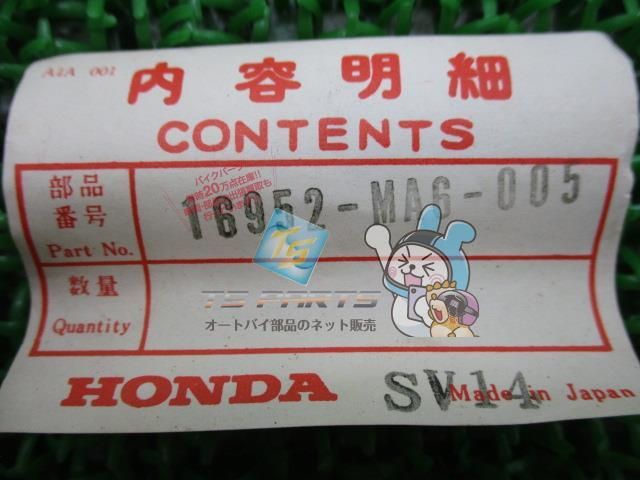 A2A 001
内容明細
CONTENTS
部品
番号
Part No.
16952-MA6-005
数量
Quantity
TS PARTS
オートバイ部品のネット販売
HONDA
SV14
Made in Japan